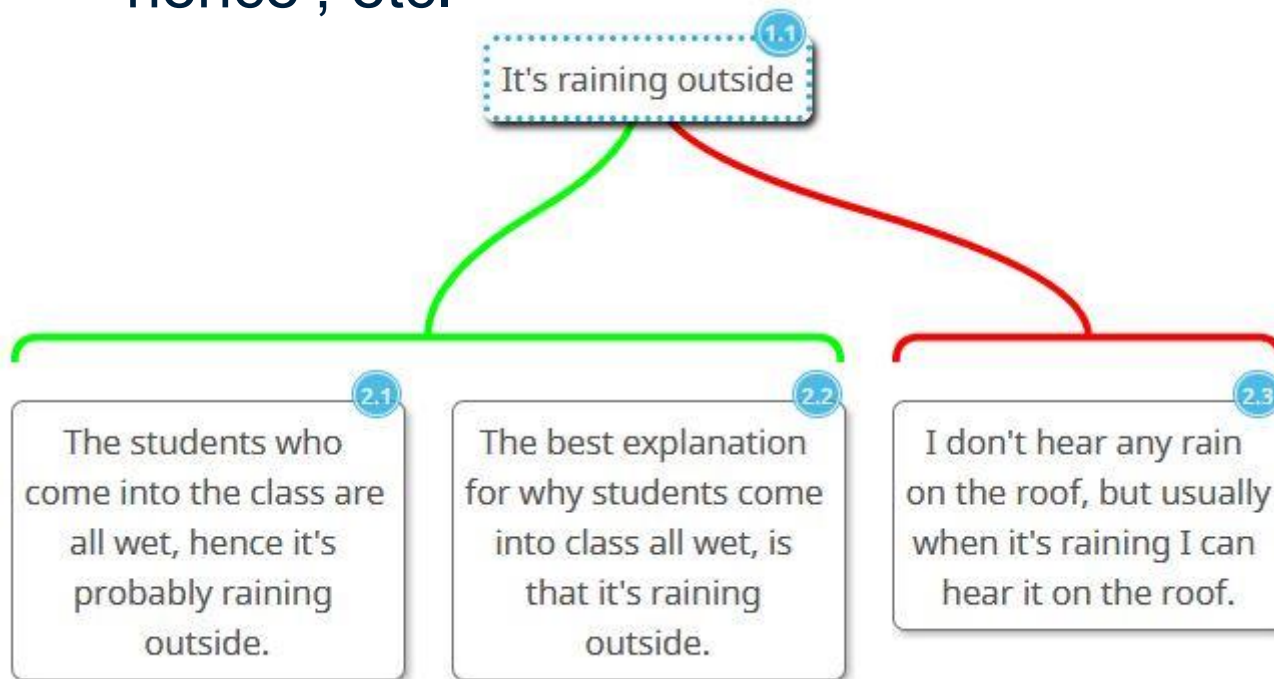 hence', etc.
1.1
It's raining outside
2.1
The students who
come into the class are
all wet, hence it's
probably raining
outside.
2.2
The best explanation
for why students come
into class all wet, is
that it's raining
outside.
2.3
I don't hear any rain
on the roof, but usually
when it's raining I can
hear it on the roof.